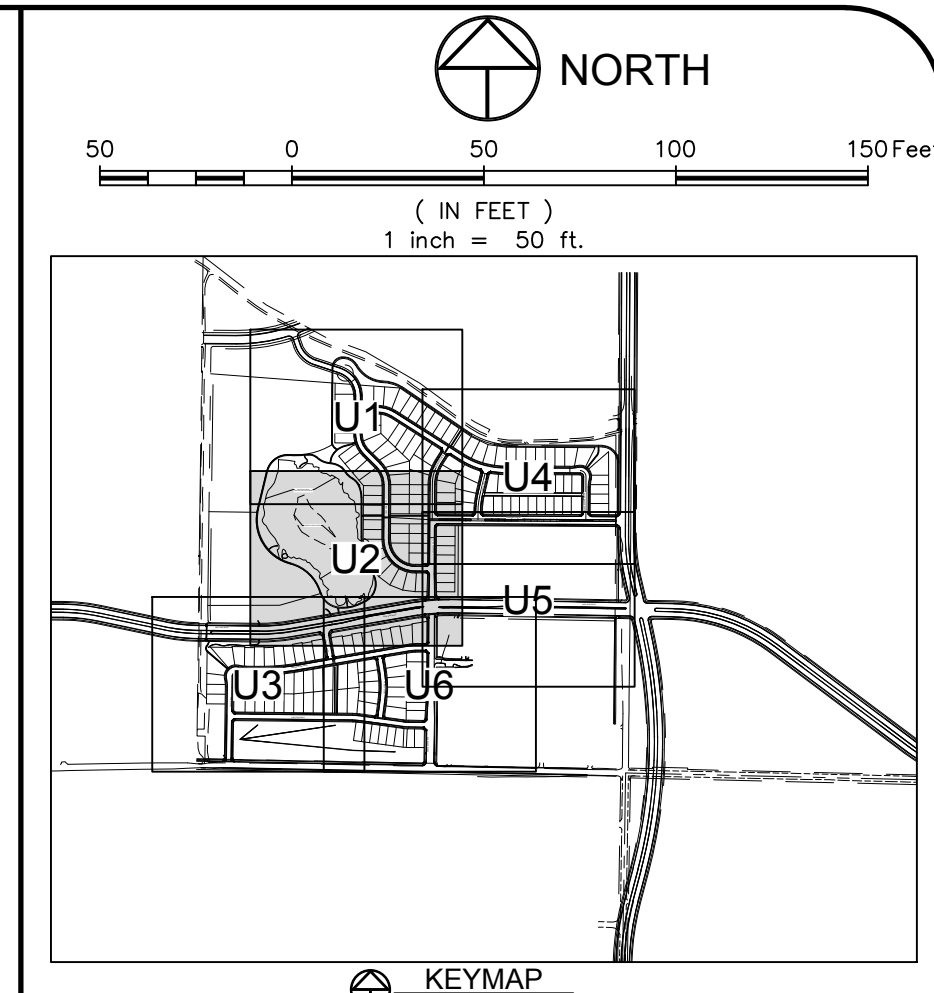 NORTH
50 0 50 100 150 Feet
( IN FEET )
1 inch = 50 ft.
U1
U4
U2
U5
U3
U6
KEYMAP